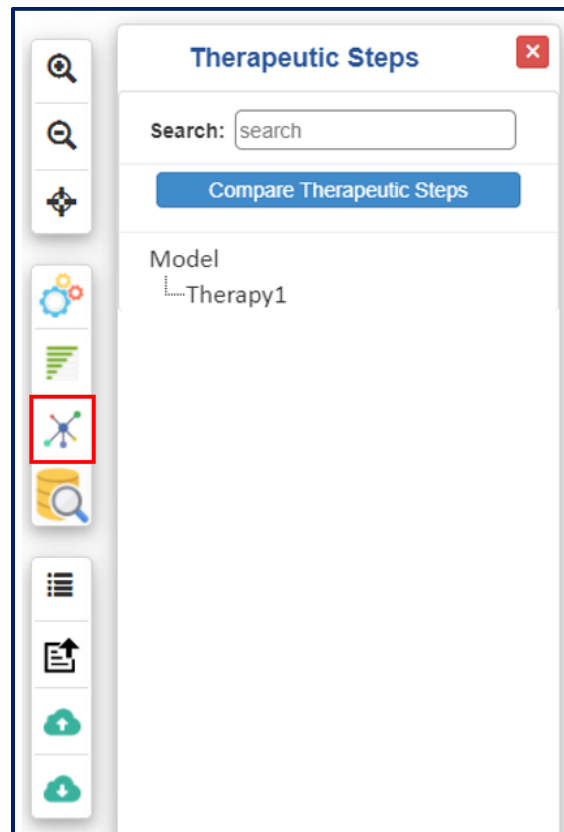 Therapeutic Steps
Search: search
Compare Therapeutic Steps
Model
Therapy1